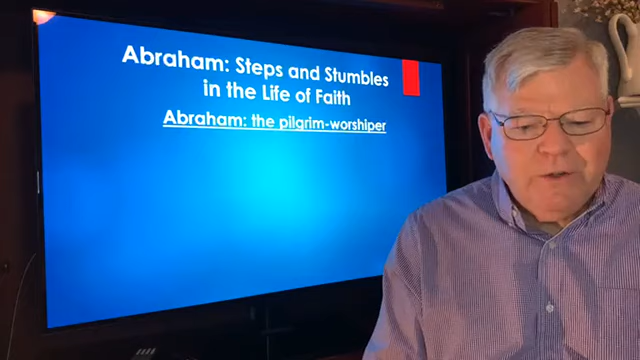 Abraham: Steps and Stumbles
in the Life of Faith
Abraham: the pilgrim-worshiper